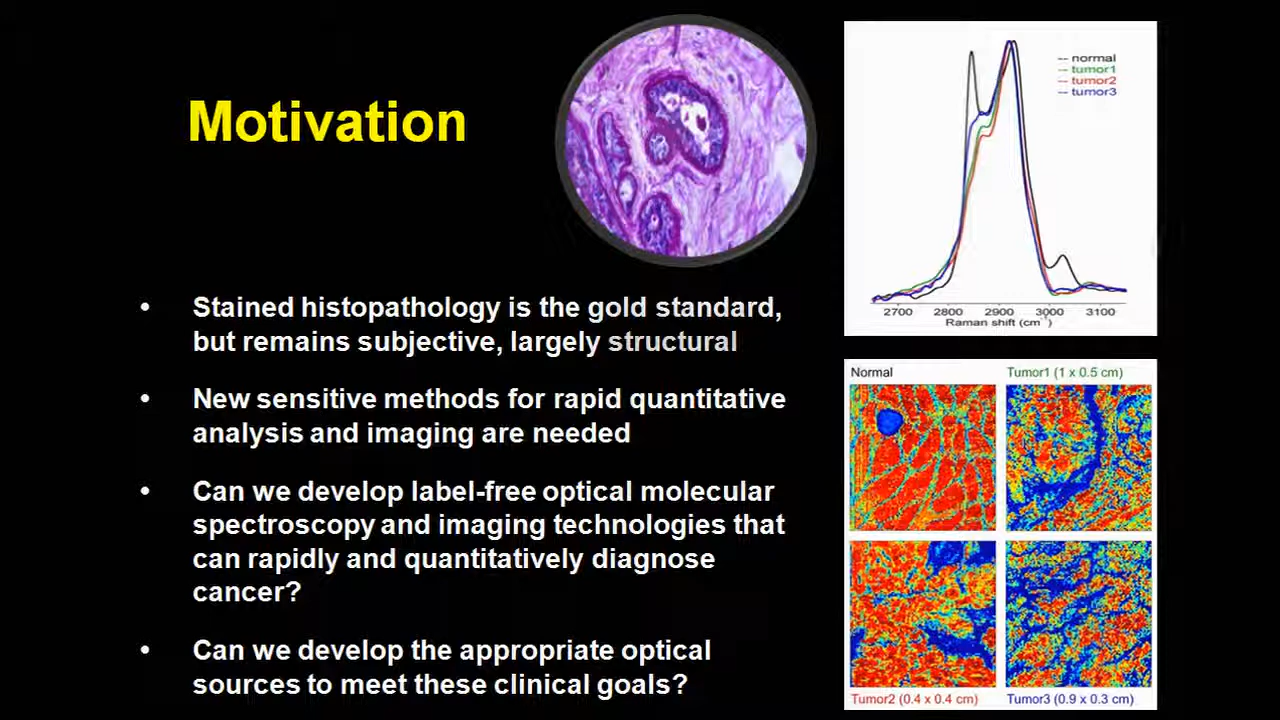 Motivation
• Stained histopathology is the gold standard,
but remains subjective, largely structural
• New sensitive methods for rapid quantitative
analysis and imaging are needed
• Can we develop label-free optical molecular
spectroscopy and imaging technologies that
can rapidly and quantitatively diagnose
cancer?
• Can we develop the appropriate optical
sources to meet these clinical goals?
normal
tumor1
tumor2
tumor3
2700 2800 2900 3000 3100
Raman shift (cm⁻¹)
Normal
Tumor1 (1 x 0.5 cm)
Tumor2 (0.4 x 0.4 cm)
Tumor3 (0.9 x 0.3 cm)